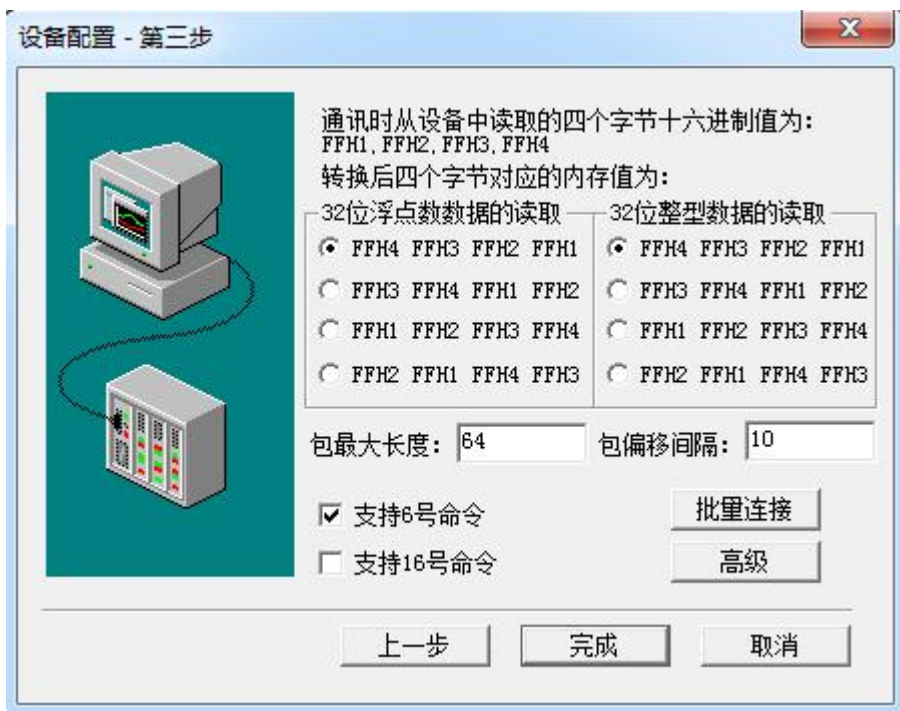 设备配置 - 第三步
通讯时从设备中读取的四个字节十六进制值为：
FFH1, FFH2, FFH3, FFH4
转换后四个字节对应的内存值为：
32位浮点数数据的读取
FFH4 FFH3 FFH2 FFH1
FFH3 FFH4 FFH1 FFH2
FFH1 FFH2 FFH3 FFH4
FFH2 FFH1 FFH4 FFH3
32位整型数据的读取
FFH4 FFH3 FFH2 FFH1
FFH3 FFH4 FFH1 FFH2
FFH1 FFH2 FFH3 FFH4
FFH2 FFH1 FFH4 FFH3
包最大长度： 64 包偏移间隔： 10
支持6号命令 批量连接
支持16号命令 高级
上一步 完成 取消